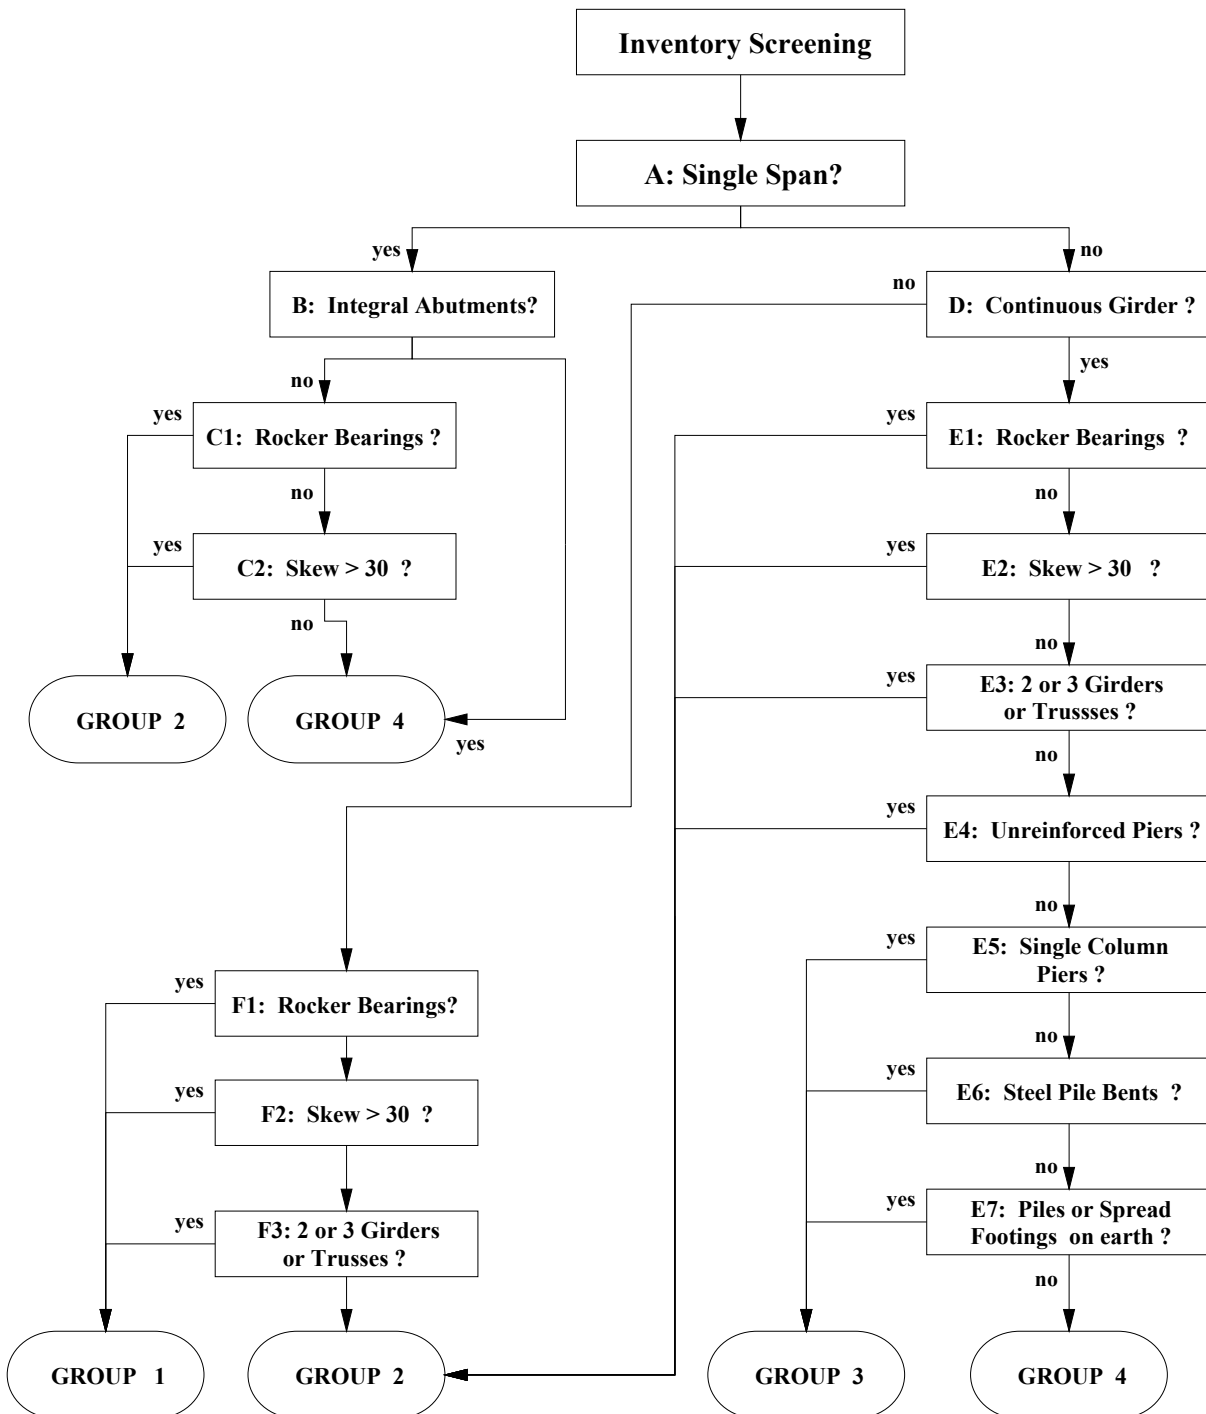 Inventory Screening
A: Single Span?
yes
no
B:  Integral Abutments?
no
D:  Continuous Girder ?
no
yes
yes
C1:  Rocker Bearings ?
yes
E1:  Rocker Bearings  ?
no
no
yes
C2:  Skew > 30  ?
yes
E2:  Skew > 30   ?
no
no
GROUP  2
GROUP  4
yes
yes
E3: 2 or 3 Girders
or Trussses ?
no
yes
E4:  Unreinforced Piers ?
no
yes
E5:  Single Column
Piers ?
yes
F1:  Rocker Bearings?
no
yes
F2:  Skew > 30  ?
yes
E6:  Steel Pile Bents  ?
no
yes
F3: 2 or 3 Girders
or Trusses ?
yes
E7:  Piles or Spread
Footings  on earth ?
no
GROUP  1
GROUP  2
GROUP  3
GROUP  4